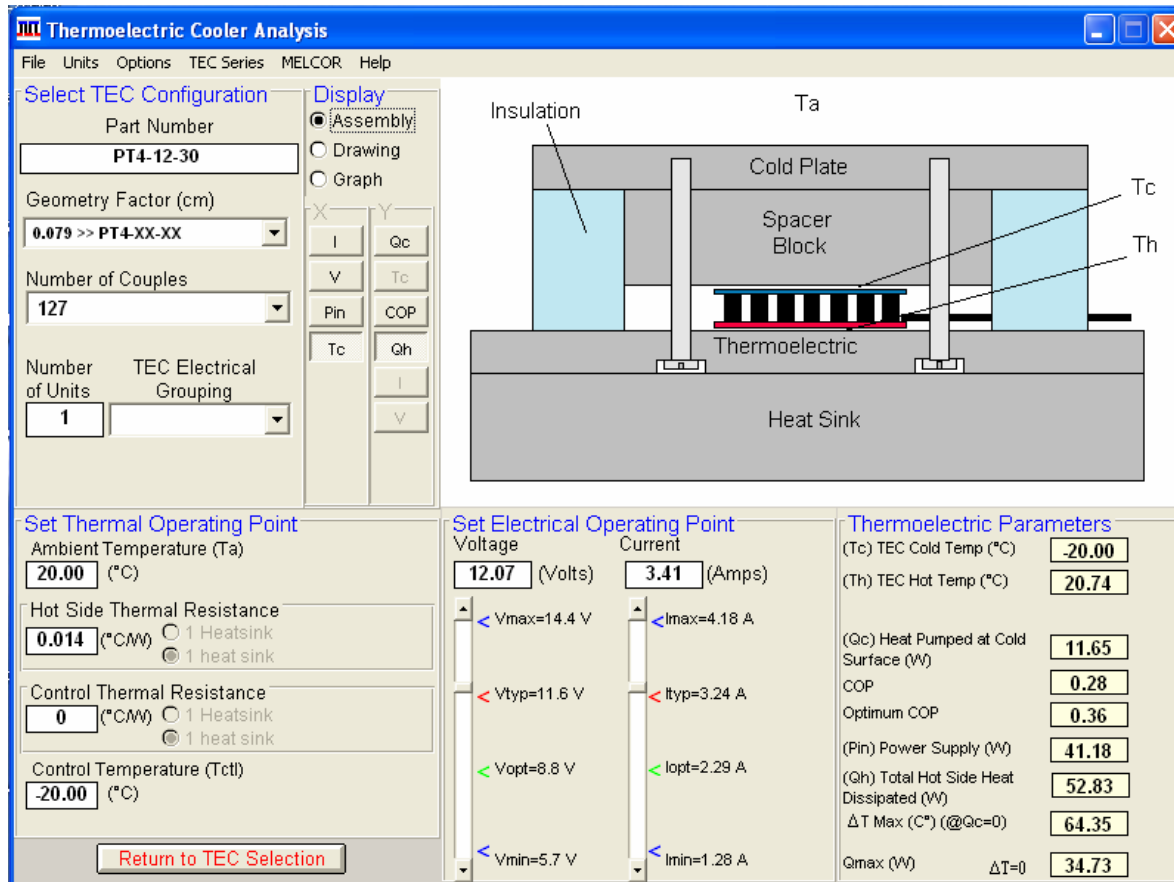 Thermoelectric Cooler Analysis
File Units Options TEC Series MELCOR Help
Select TEC Configuration
Part Number
PT4-12-30
Geometry Factor (cm)
0.079 >> PT4-XX-XX
Number of Couples
127
Number of Units
1
TEC Electrical Grouping
Display
Assembly
Drawing
Graph
X
Y
I
Qc
V
Tc
Pin
COP
Tc
Qh
I
V
Insulation
Ta
Cold Plate
Tc
Spacer
Block
Th
Thermoelectric
Heat Sink
Set Thermal Operating Point
Ambient Temperature (Ta)
20.00 (°C)
Hot Side Thermal Resistance
0.014 (°C/W) 1 Heatsink
1 heat sink
Control Thermal Resistance
0 (°C/W) 1 Heatsink
1 heat sink
Control Temperature (Tctl)
-20.00 (°C)
Return to TEC Selection
Set Electrical Operating Point
Voltage Current
12.07 (Volts) 3.41 (Amps)
< Vmax=14.4 V < Imax=4.18 A
< Vtyp=11.6 V < Ityp=3.24 A
< Vopt=8.8 V < Iopt=2.29 A
< Vmin=5.7 V < Imin=1.28 A
Thermoelectric Parameters
(Tc) TEC Cold Temp (°C) -20.00
(Th) TEC Hot Temp (°C) 20.74
(Qc) Heat Pumped at Cold
Surface (W) 11.65
COP 0.28
Optimum COP 0.36
(Pin) Power Supply (W) 41.18
(Qh) Total Hot Side Heat
Dissipated (W) 52.83
ΔT Max (C°) (@Qc=0) 64.35
Qmax (W) ΔT=0 34.73